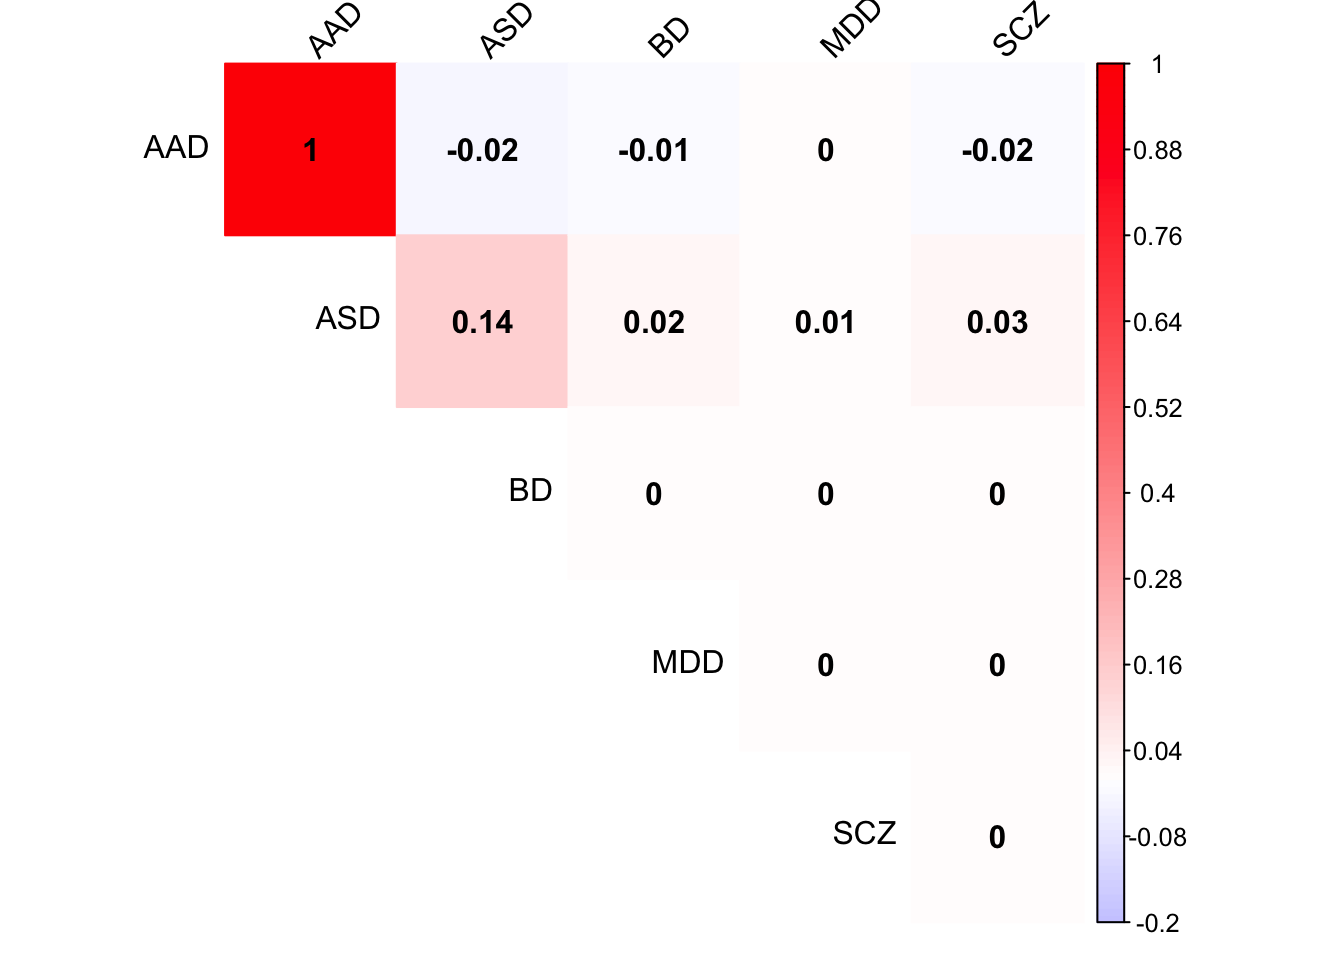 AAD ASD BD MDD SCZ
1
AAD 1 -0.02 -0.01 0 -0.02
0.88
0.76
ASD 0.14 0.02 0.01 0.03
0.64
0.52
BD 0 0 0
0.4
0.28
MDD 0 0
0.16
0.04
SCZ 0
-0.08
-0.2